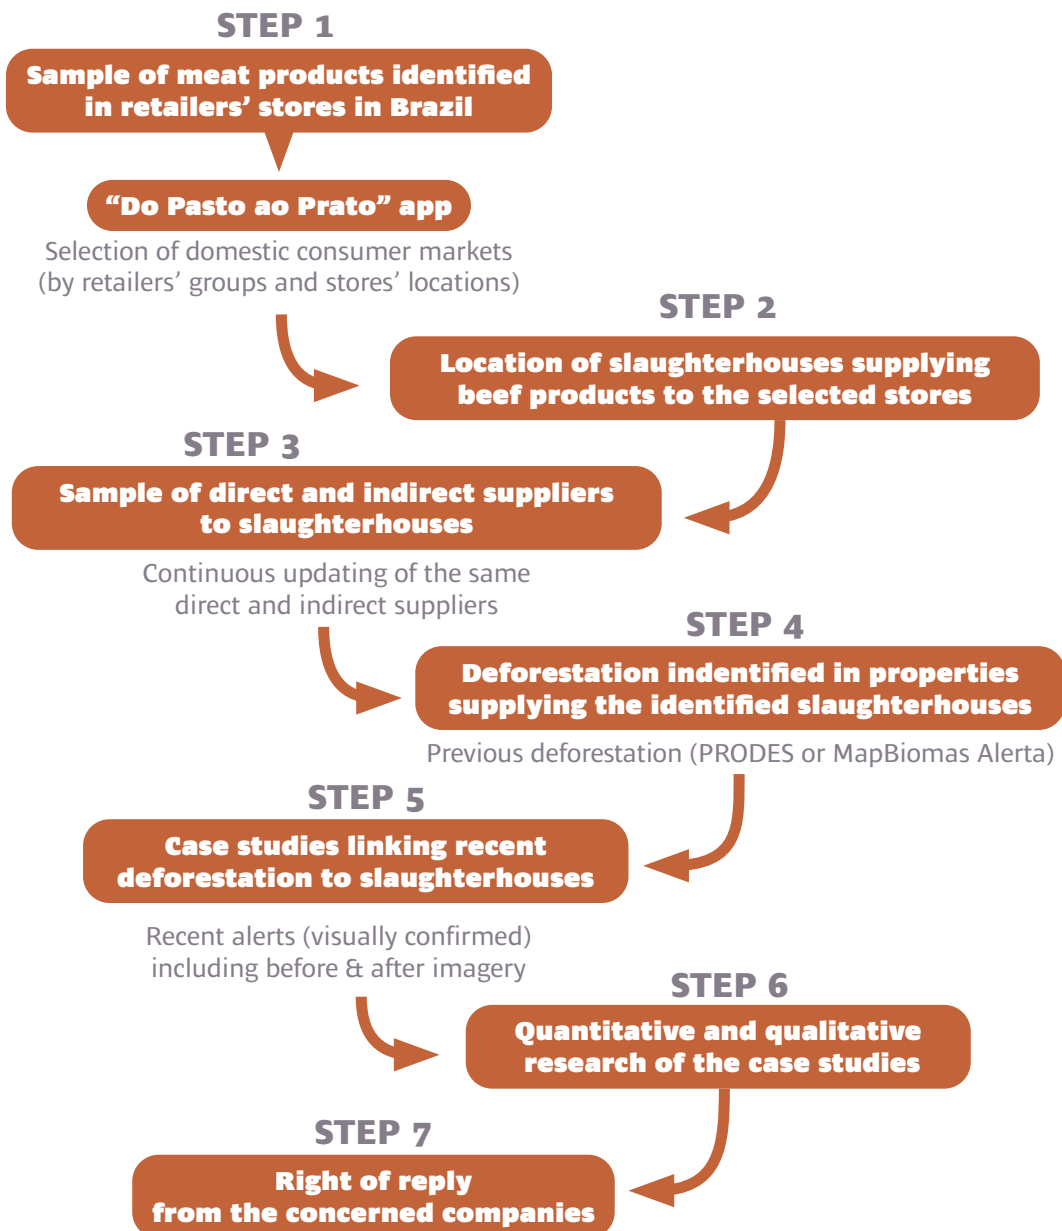 STEP 1
Sample of meat products identified
in retailers’ stores in Brazil
“Do Pasto ao Prato” app
Selection of domestic consumer markets
(by retailers’ groups and stores’ locations)
STEP 2
Location of slaughterhouses supplying
beef products to the selected stores
STEP 3
Sample of direct and indirect suppliers
to slaughterhouses
Continuous updating of the same
direct and indirect suppliers
STEP 4
Deforestation indentified in properties
supplying the identified slaughterhouses
Previous deforestation (PRODES or MapBiomas Alerta)
STEP 5
Case studies linking recent
deforestation to slaughterhouses
Recent alerts (visually confirmed)
including before & after imagery
STEP 6
Quantitative and qualitative
research of the case studies
STEP 7
Right of reply
from the concerned companies